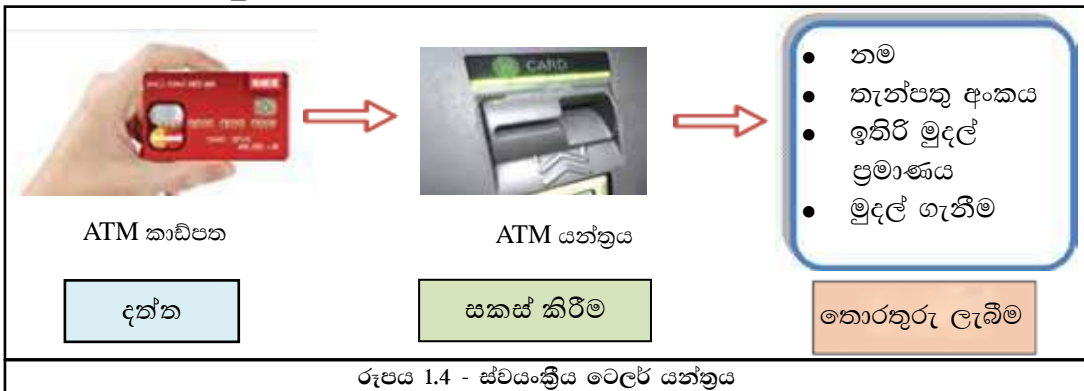 CARD
● නම
● තැන්පතු අංකය
● ඉතිරි මුදල්
ප්‍රමාණය
● මුදල් ගැනීම
ATM කාඩ්පත
ATM යන්ත්‍රය
දත්ත
සකස් කිරීම
තොරතුරු ලැබීම
රූපය 1.4 - ස්වයංක්‍රීය ටෙලර් යන්ත්‍රය